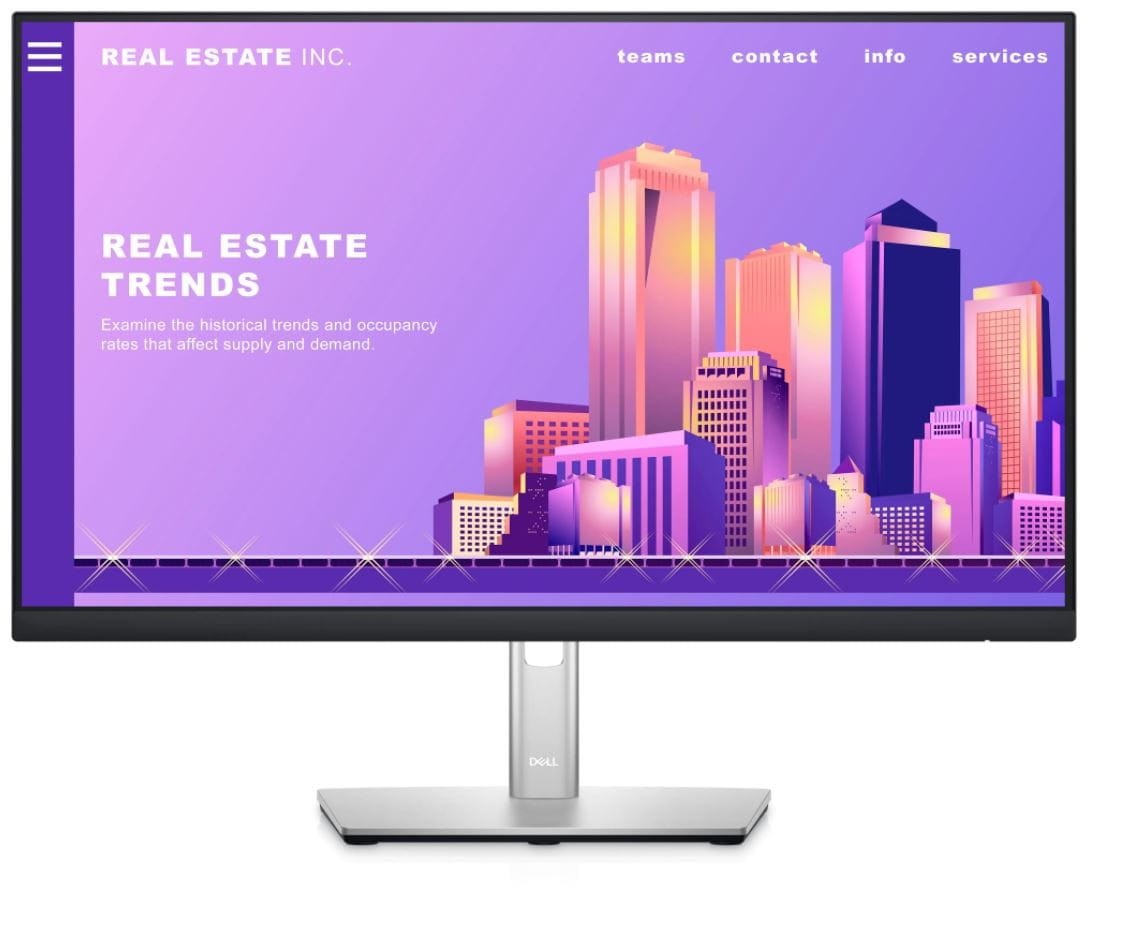 REAL ESTATE INC.
teams contact info services
REAL ESTATE
TRENDS
Examine the historical trends and occupancy
rates that affect supply and demand.
DELL